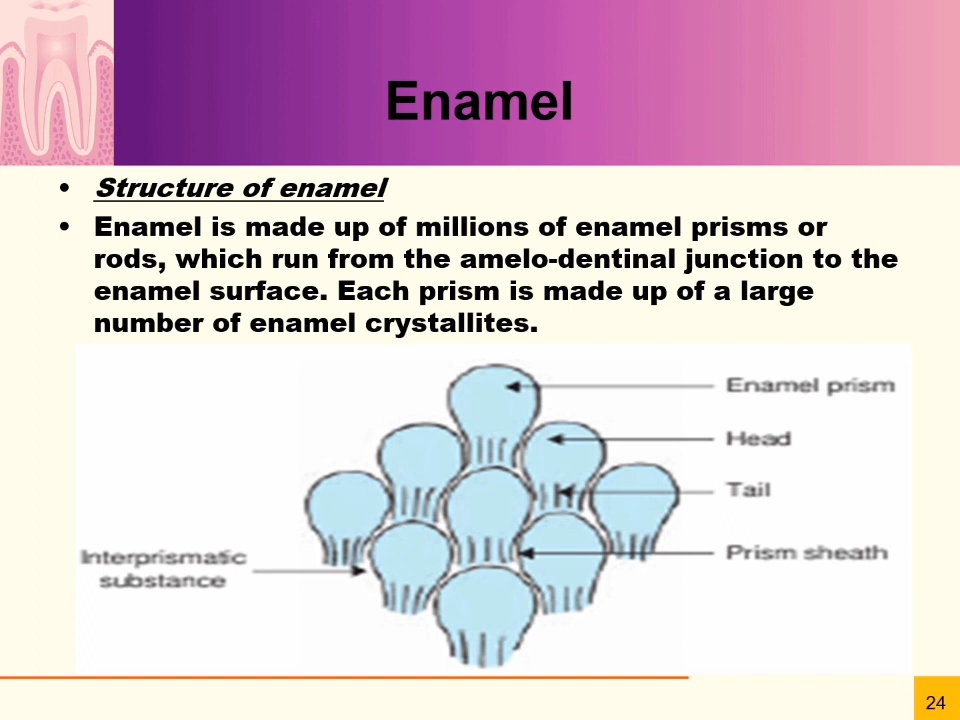 Enamel
• Structure of enamel
• Enamel is made up of millions of enamel prisms or
rods, which run from the amelo-dentinal junction to the
enamel surface. Each prism is made up of a large
number of enamel crystallites.
Enamel prism
Head
Tail
Prism sheath
Interprismatic
substance
24